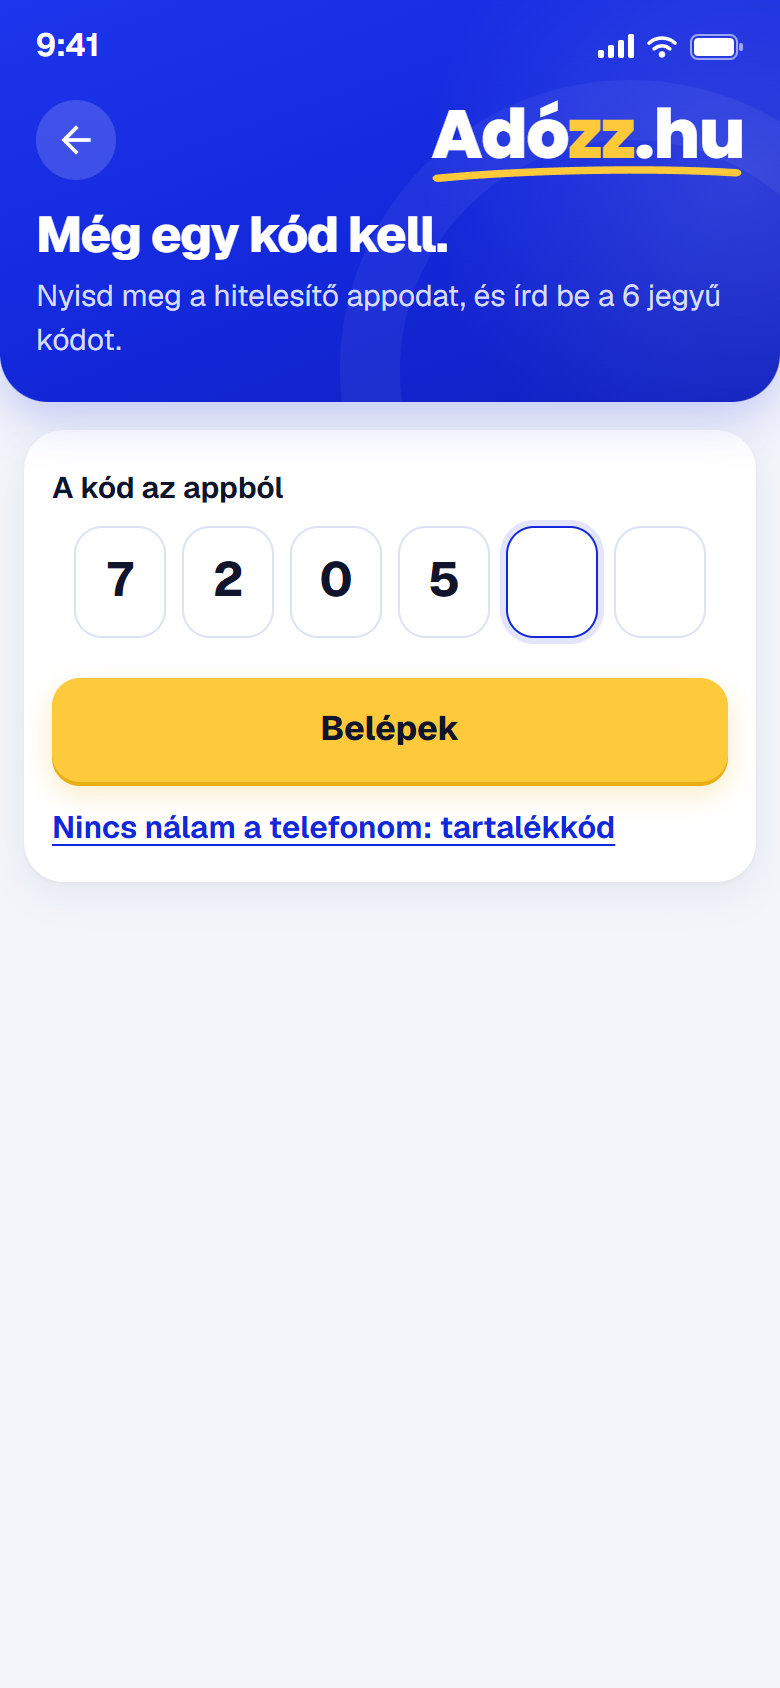 9:41
Adózz.hu
Még egy kód kell.
Nyisd meg a hitelesítő appodat, és írd be a 6 jegyű
kódot.
A kód az appból
7 2 0 5
Belépek
Nincs nálam a telefonom: tartalékkód